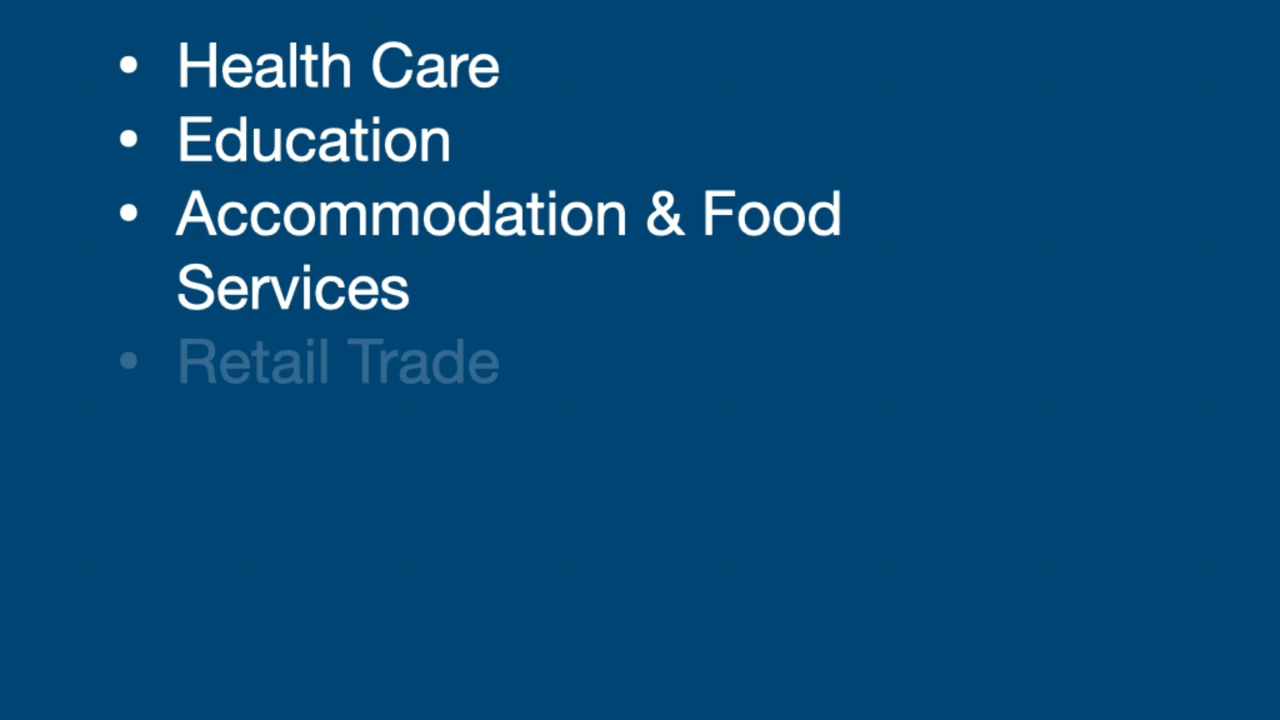 • Health Care
• Education
• Accommodation & Food
Services
• Retail Trade